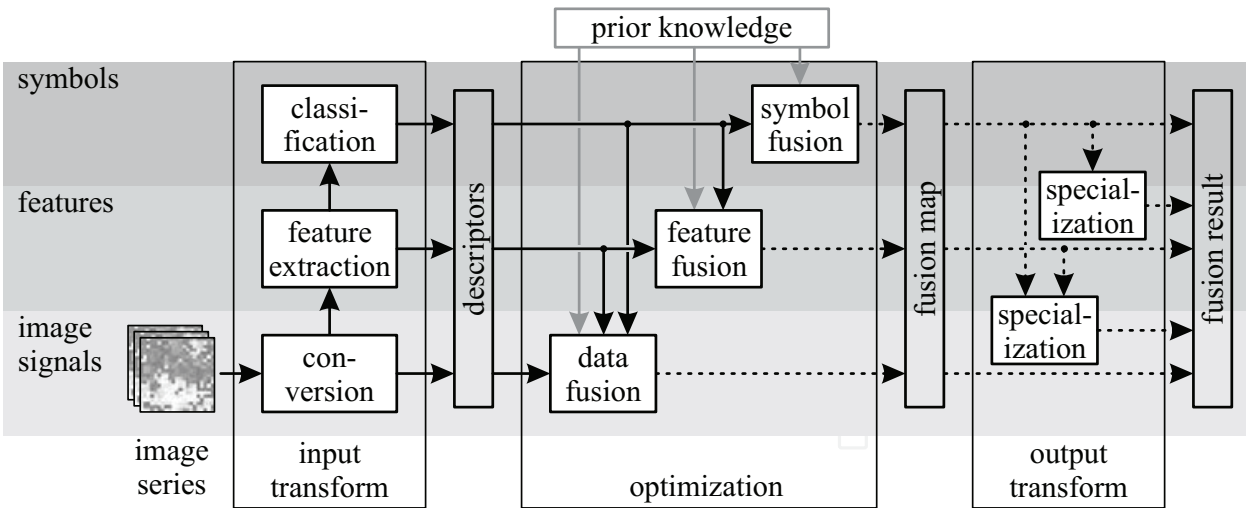 prior knowledge
symbols
classi-
fication
symbol
fusion
features
feature
extraction
feature
fusion
special-
ization
image
signals
con-
version
data
fusion
special-
ization
descriptors
fusion map
fusion result
image
series
input
transform
optimization
output
transform